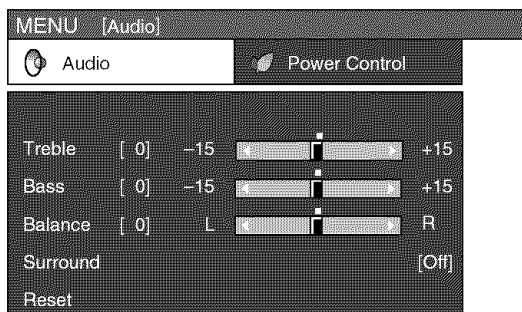 MENU [Audio]
Audio Power Control
Treble [ 0] –15 +15
Bass [ 0] –15 +15
Balance [ 0] L R
Surround [Off]
Reset